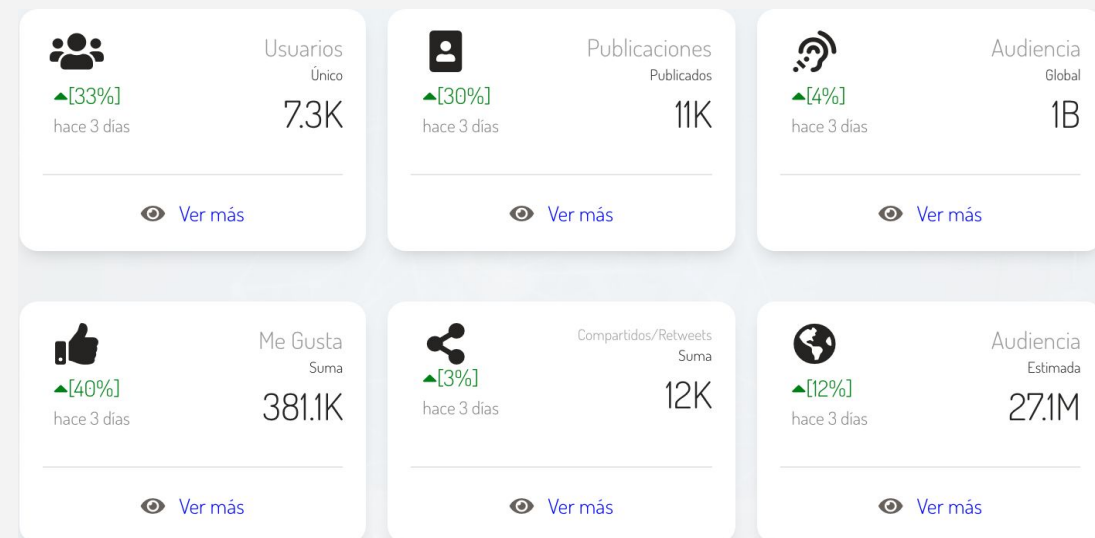 Usuarios
Único
▲[33%]
7.3K
hace 3 días
Ver más
Publicaciones
Publicados
▲[30%]
11K
hace 3 días
Ver más
Audiencia
Global
▲[4%]
1B
hace 3 días
Ver más
Me Gusta
Suma
▲[40%]
381.1K
hace 3 días
Ver más
Compartidos/Retweets
Suma
▲[3%]
12K
hace 3 días
Ver más
Audiencia
Estimada
▲[12%]
27.1M
hace 3 días
Ver más